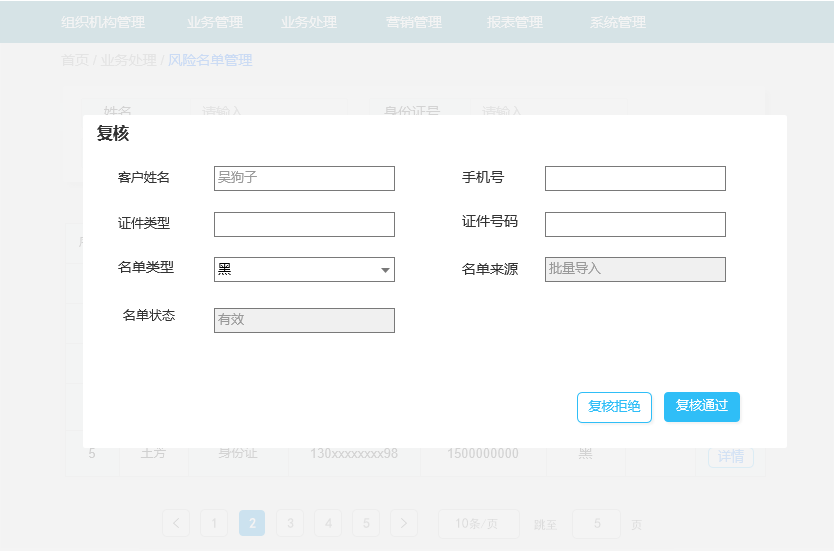 组织机构管理 业务管理 业务处理 营销管理 报表管理 系统管理
首页 / 业务处理 / 风险名单管理
姓名 请输入 身份证号 请输入
复核
客户姓名 吴狗子 手机号
证件类型 证件号码
名单类型 黑 名单来源 批量导入
名单状态 有效
复核拒绝 复核通过
5 王芳 身份证 130xxxxxxxx98 1500000000 黑 详情
< 1 2 3 4 5 > 10条/页 跳至 5 页